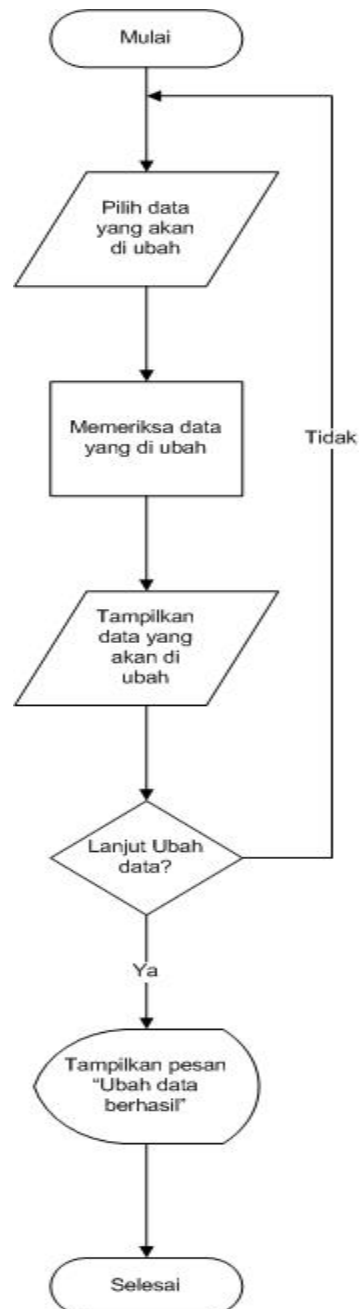 Mulai
Pilih data
yang akan
di ubah
Memeriksa data
yang di ubah
Tidak
Tampilkan
data yang
akan di
ubah
Lanjut Ubah
data?
Ya
Tampilkan pesan
“Ubah data
berhasil”
Selesai